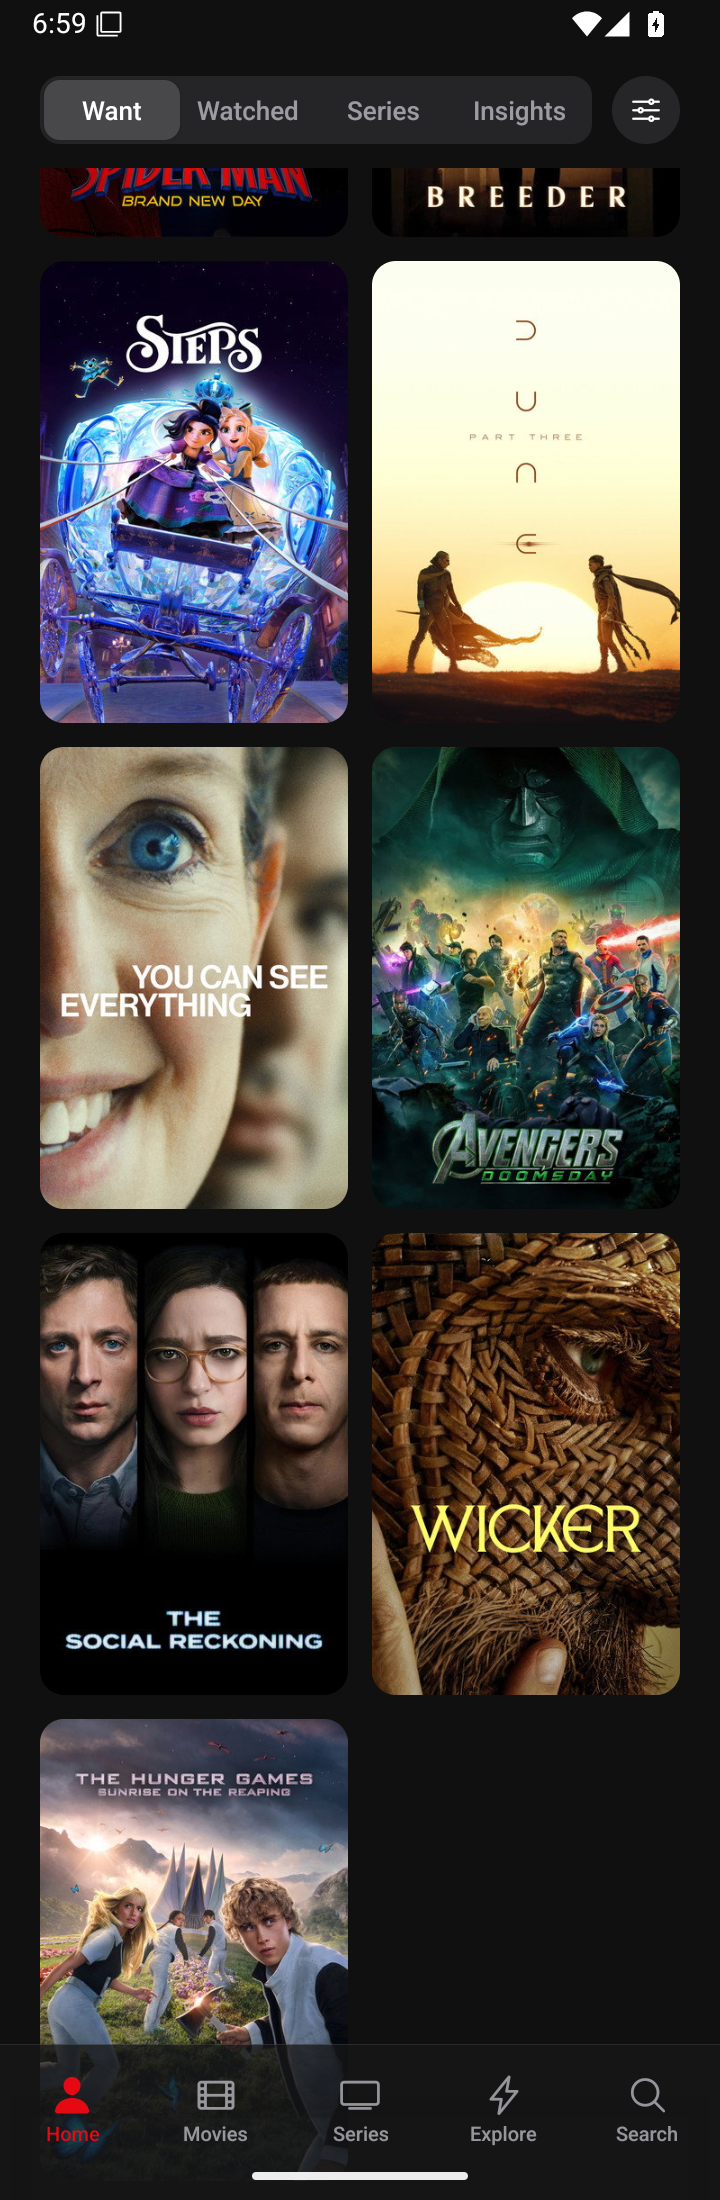 6:59
Want
Watched
Series
Insights
SPIDER-MAN
BRAND NEW DAY
BREEDER
STEPS
DUNE
PART THREE
YOU CAN SEE
EVERYTHING
AVENGERS
DOOMSDAY
THE
SOCIAL RECKONING
WICKER
THE HUNGER GAMES
SUNRISE ON THE REAPING
Home
Movies
Series
Explore
Search